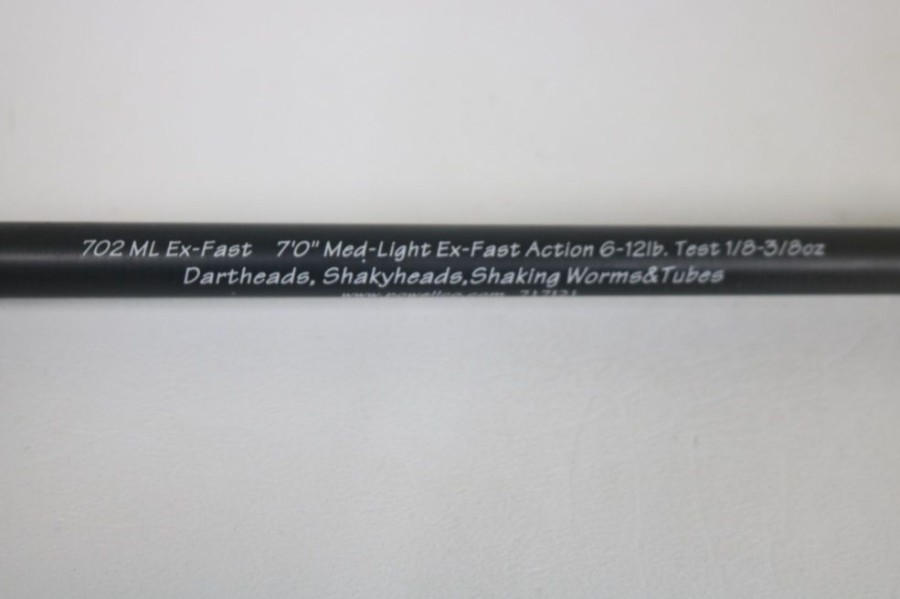 702 ML Ex-Fast 7'0" Med-Light Ex-Fast Action 6-12lb. Test 1/8-3/8oz
Dartheads, Shakyheads,Shaking Worms&Tubes